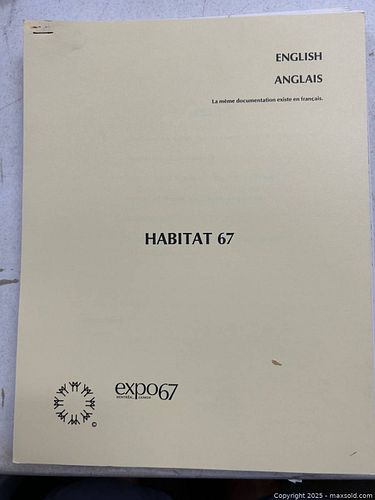 ENGLISH
ANGLAIS
La même documentation existe en français.
HABITAT 67
expo67
MONTRÉAL, CANADA
©
Copyright 2025 - maxsold.com